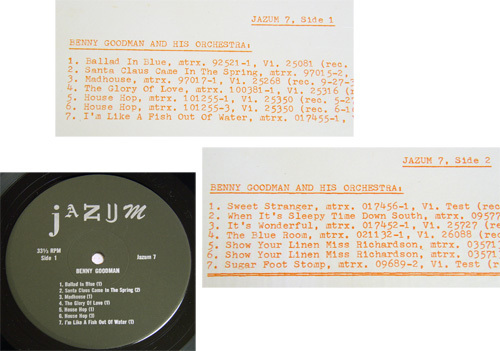 JAZUM 7, Side 1
BENNY GOODMAN AND HIS ORCHESTRA:
1. Ballad In Blue, mtrx. 92521-1, Vi. 25081 (rec.
2. Santa Claus Came In The Spring, mtrx. 97015-2,
3. Madhouse, mtrx. 97017-1, Vi. 25268 (rec. 9-27-3
4. The Glory Of Love, mtrx. 100381-1, Vi. 25316 (r
5. House Hop, mtrx. 101255-1, Vi. 25350 (rec. 5-27
6. House Hop, mtrx. 101255-3, Vi. 25350 (rec. 6-1
7. I'm Like A Fish Out Of Water, mtrx. 017455-1,
JAZUM 7, Side 2
BENNY GOODMAN AND HIS ORCHESTRA:
1. Sweet Stranger, mtrx. 017456-1, Vi. Test (rec
2. When It's Sleepy Time Down South, mtrx. 09577
3. It's Wonderful, mtrx. 017452-1, Vi. 25727 (re
4. The Blue Room, mtrx. 021132-1, Vi. 26088 (rec
5. Show Your Linen Miss Richardson, mtrx. 03571
6. Show Your Linen Miss Richardson, mtrx. 03571
7. Sugar Foot Stomp, mtrx. 09689-2, Vi. Test (r
jAZUM
33⅓ RPM
Side 1
Jazum 7
BENNY GOODMAN
1. Ballad In Blue (1)
2. Santa Claus Came In The Spring (2)
3. Madhouse (1)
4. The Glory Of Love (1)
5. House Hop (1)
6. House Hop (3)
7. I'm Like A Fish Out Of Water (1)